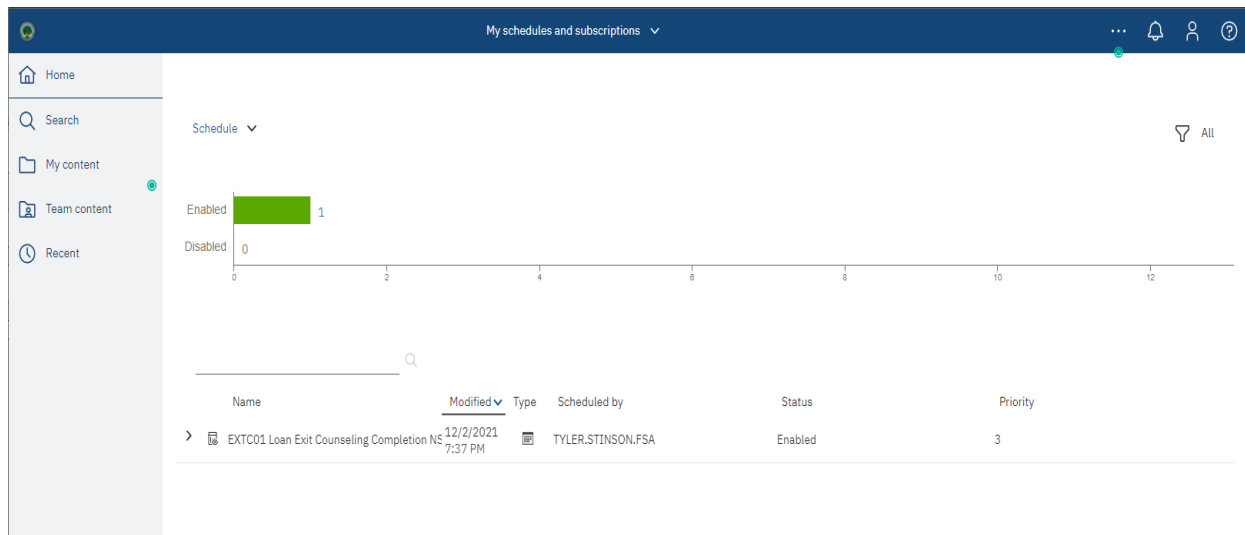 My schedules and subscriptions
Home
Search
My content
Team content
Recent
Schedule
All
Enabled 1
Disabled 0
0 2 4 6 8 10 12
Name Modified Type Scheduled by Status Priority
EXTC01 Loan Exit Counseling Completion NS 12/2/2021 7:37 PM TYLER.STINSON.FSA Enabled 3